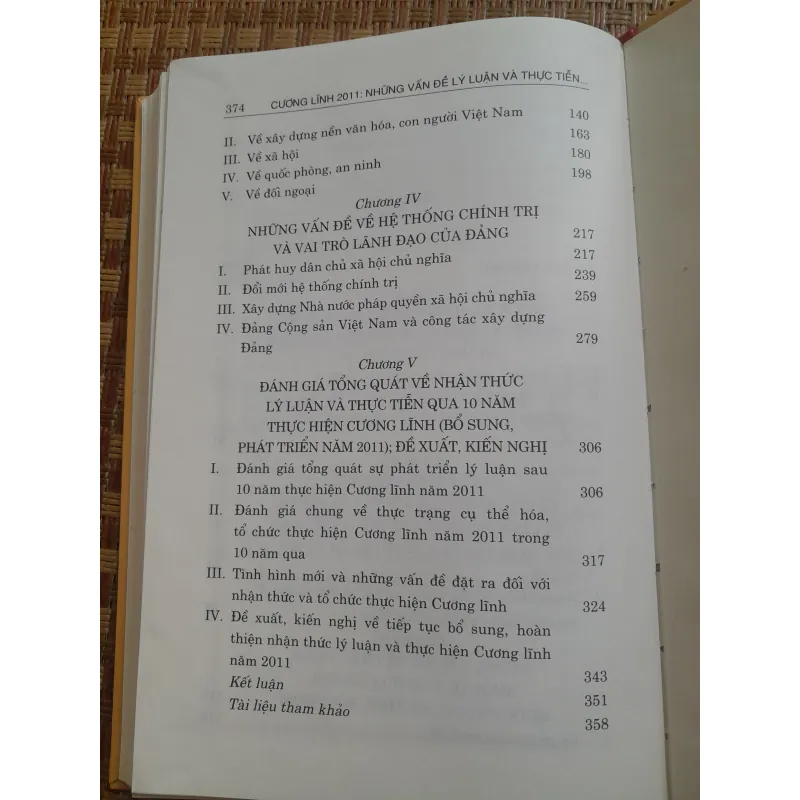 374 CƯƠNG LĨNH 2011: NHỮNG VẤN ĐỀ LÝ LUẬN VÀ THỰC TIỄN...
II. Về xây dựng nền văn hóa, con người Việt Nam 140
III. Về xã hội 163
IV. Về quốc phòng, an ninh 180
V. Về đối ngoại 198
Chương IV
NHỮNG VẤN ĐỀ VỀ HỆ THỐNG CHÍNH TRỊ
VÀ VAI TRÒ LÃNH ĐẠO CỦA ĐẢNG 217
I. Phát huy dân chủ xã hội chủ nghĩa 217
II. Đổi mới hệ thống chính trị 239
III. Xây dựng Nhà nước pháp quyền xã hội chủ nghĩa 259
IV. Đảng Cộng sản Việt Nam và công tác xây dựng
Đảng 279
Chương V
ĐÁNH GIÁ TỔNG QUÁT VỀ NHẬN THỨC
LÝ LUẬN VÀ THỰC TIỄN QUA 10 NĂM
THỰC HIỆN CƯƠNG LĨNH (BỔ SUNG,
PHÁT TRIỂN NĂM 2011); ĐỀ XUẤT, KIẾN NGHỊ 306
I. Đánh giá tổng quát sự phát triển lý luận sau
10 năm thực hiện Cương lĩnh năm 2011 306
II. Đánh giá chung về thực trạng cụ thể hóa,
tổ chức thực hiện Cương lĩnh năm 2011 trong
10 năm qua 317
III. Tình hình mới và những vấn đề đặt ra đối với
nhận thức và tổ chức thực hiện Cương lĩnh 324
IV. Đề xuất, kiến nghị về tiếp tục bổ sung, hoàn
thiện nhận thức lý luận và thực hiện Cương lĩnh
năm 2011 343
Kết luận 351
Tài liệu tham khảo 358